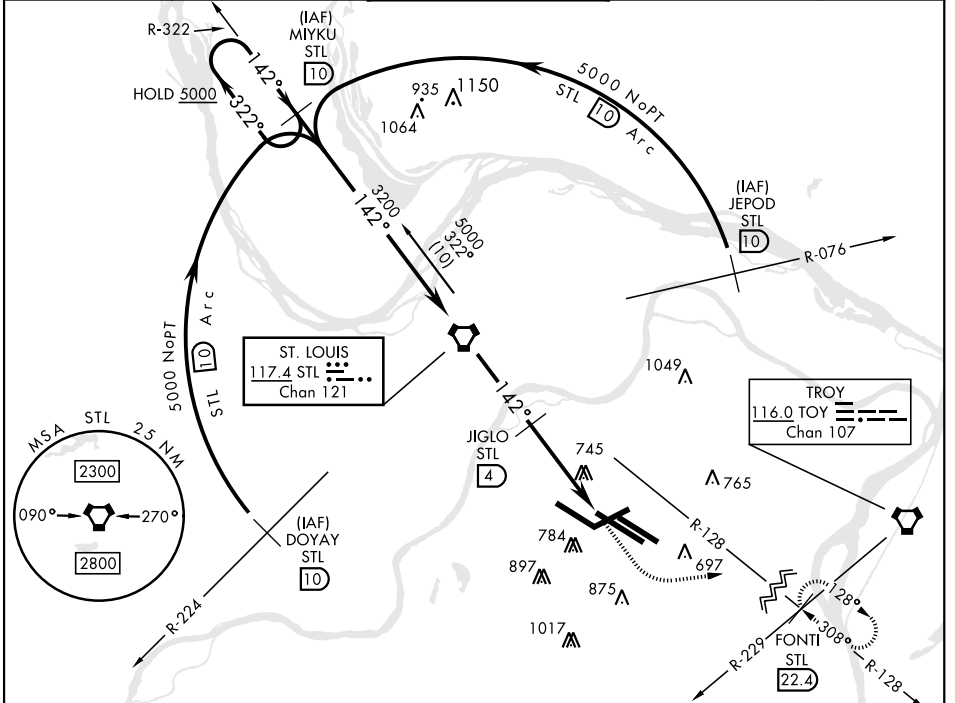 R-322
(IAF)
MIYKU
STL
10
142°
322°
HOLD 5000
935
1150
1064
5000 NoPT
STL 10 Arc
(IAF)
JEPOD
STL
10
R-076
3200
142°
5000
322°
(10)
5000 NoPT
STL 10 Arc
ST. LOUIS
117.4 STL
Chan 121
1049
TROY
116.0 TOY
Chan 107
142°
JIGLO
STL
4
745
765
MSA STL 25 NM
2300
090°
270°
2800
(IAF)
DOYAY
STL
10
R-224
R-128
784
697
897
875
1017
128°
308°
FONTI
STL
22.4
R-229
R-128